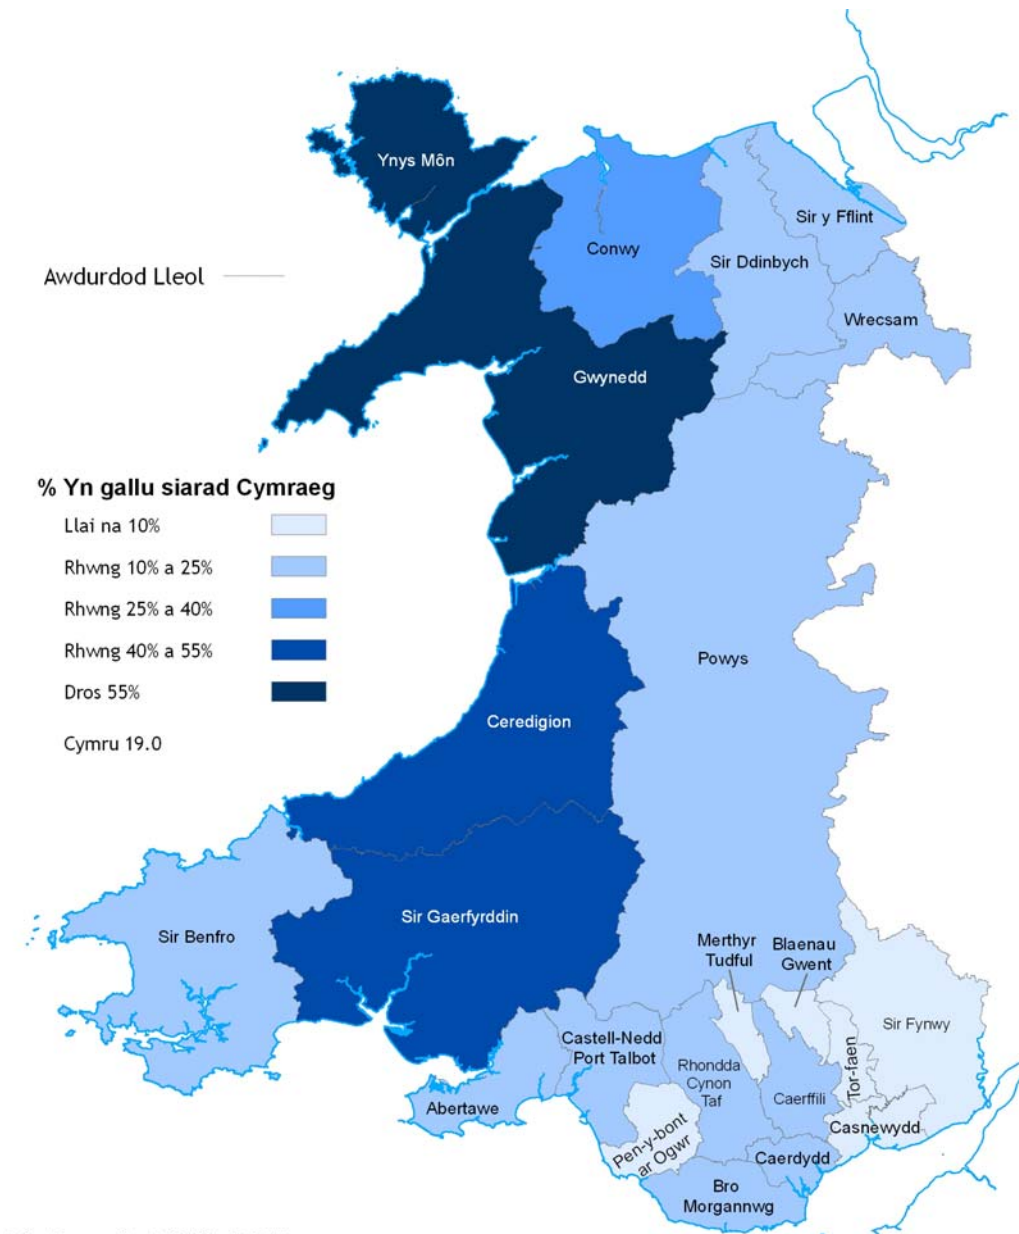 Ynys Môn
Sir y Fflint
Conwy
Sir Ddinbych
Awdurdod Lleol
Wrecsam
Gwynedd
% Yn gallu siarad Cymraeg
Llai na 10%
Rhwng 10% a 25%
Rhwng 25% a 40%
Rhwng 40% a 55%
Dros 55%
Cymru 19.0
Powys
Ceredigion
Sir Gaerfyrddin
Sir Benfro
Merthyr
Tudful
Blaenau
Gwent
Sir Fynwy
Castell-Nedd
Port Talbot
Rhondda
Cynon
Taf
Tor-faen
Caerffili
Abertawe
Casnewydd
Pen-y-bont
ar Ogwr
Caerdydd
Bro
Morgannwg